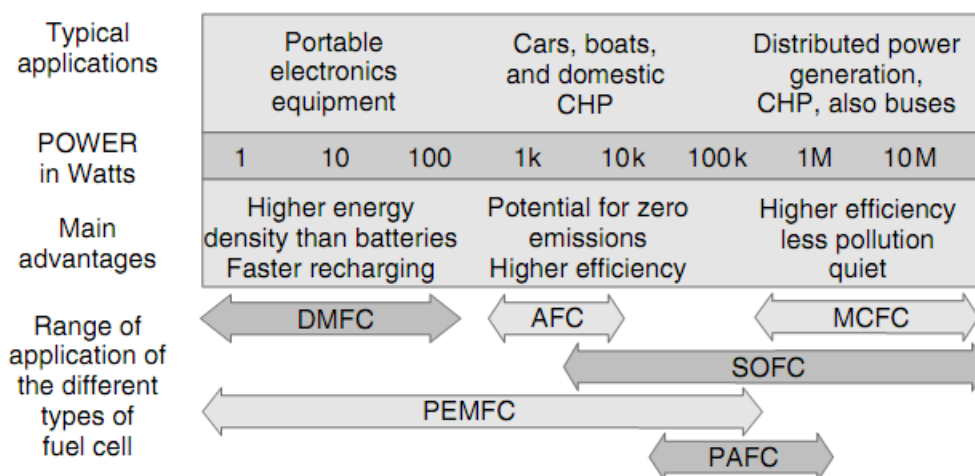 Typical
applications
Portable
electronics
equipment
Cars, boats,
and domestic
CHP
Distributed power
generation,
CHP, also buses
POWER
in Watts
1 10 100 1k 10k 100k 1M 10M
Main
advantages
Higher energy
density than batteries
Faster recharging
Potential for zero
emissions
Higher efficiency
Higher efficiency
less pollution
quiet
Range of
application of
the different
types of
fuel cell
DMFC
AFC
MCFC
SOFC
PEMFC
PAFC